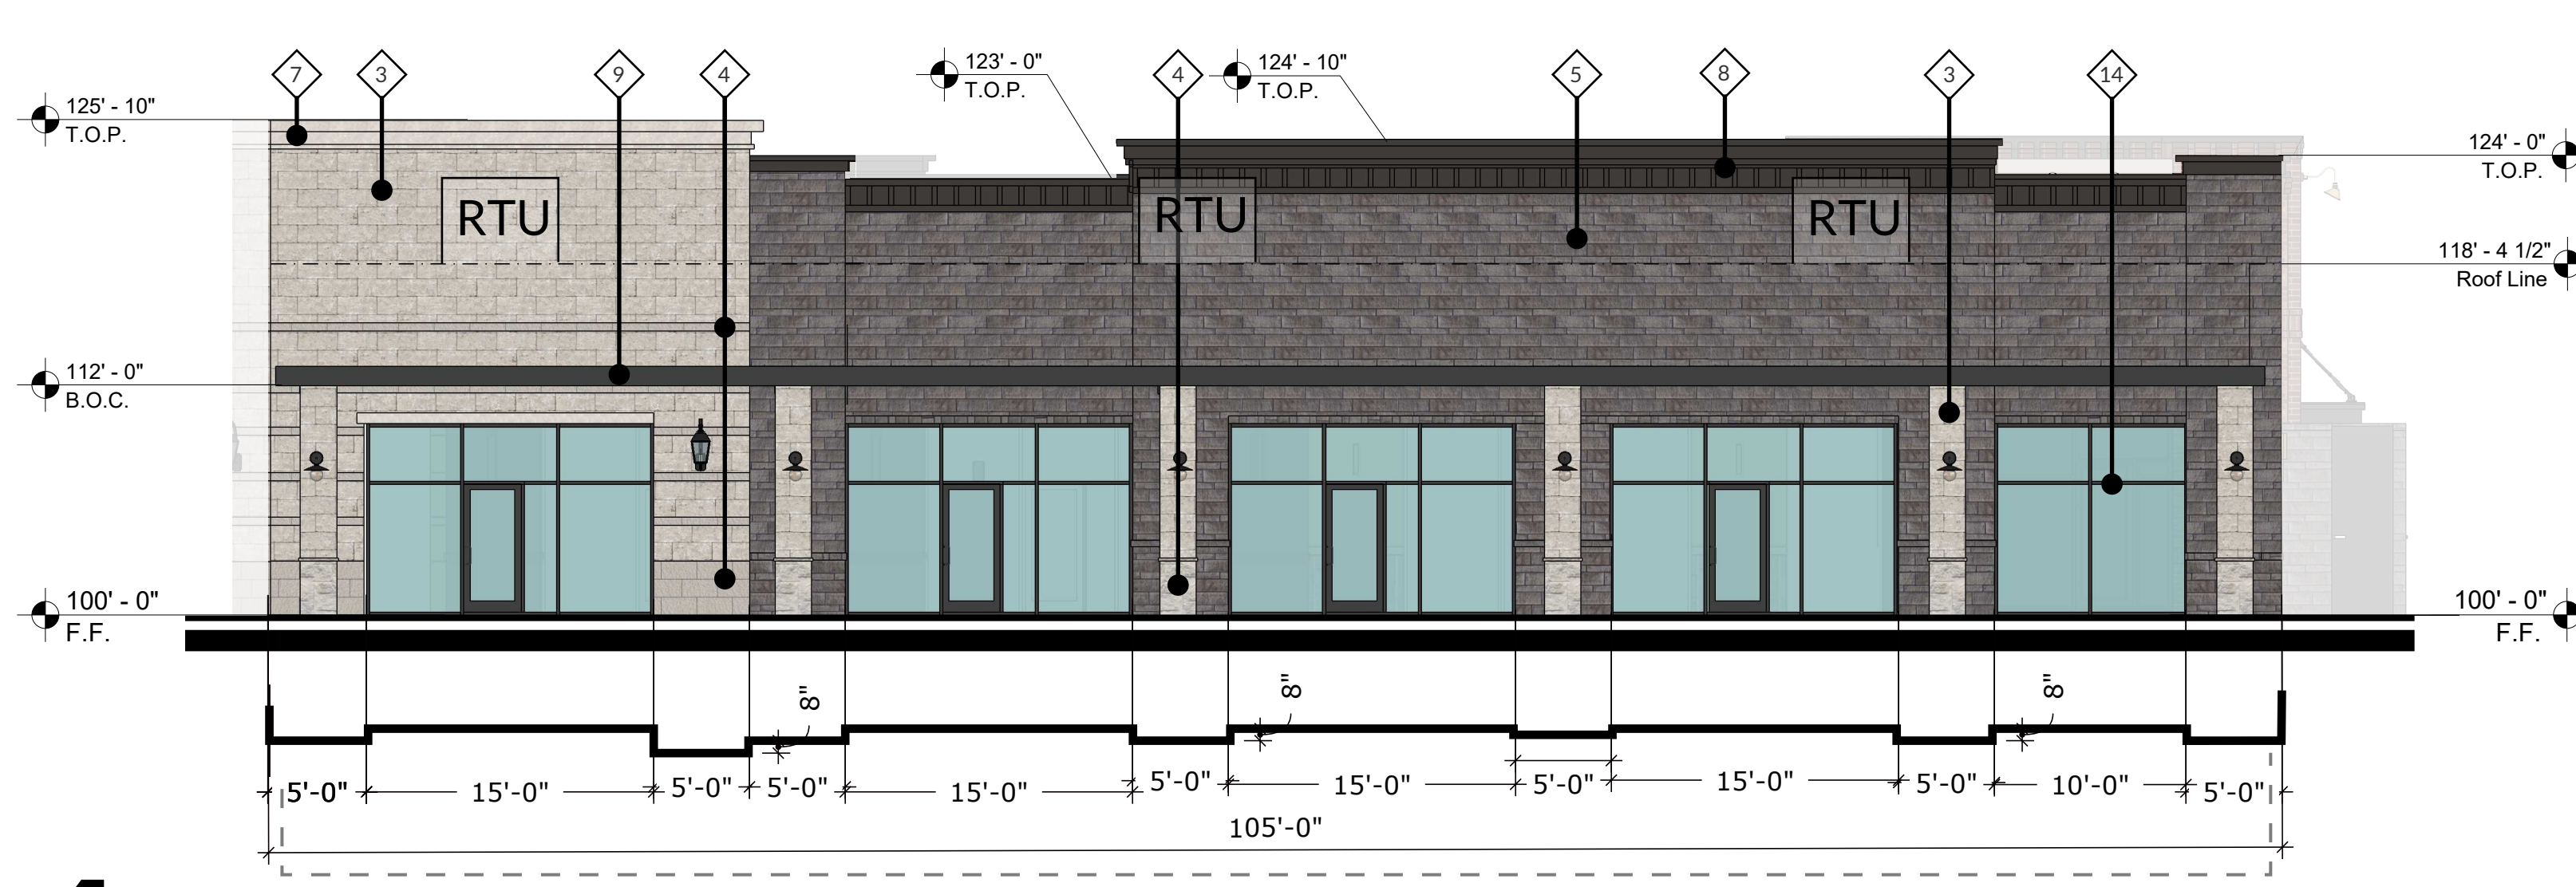 7
3
9
4
123' - 0"
T.O.P.
4
124' - 10"
T.O.P.
5
8
3
14
125' - 10"
T.O.P.
124' - 0"
T.O.P.
RTU
RTU
RTU
118' - 4 1/2"
Roof Line
112' - 0"
B.O.C.
100' - 0"
F.F.
100' - 0"
F.F.
8"
8"
8"
5'-0"
15'-0"
5'-0"
5'-0"
15'-0"
5'-0"
15'-0"
5'-0"
15'-0"
5'-0"
10'-0"
5'-0"
105'-0"